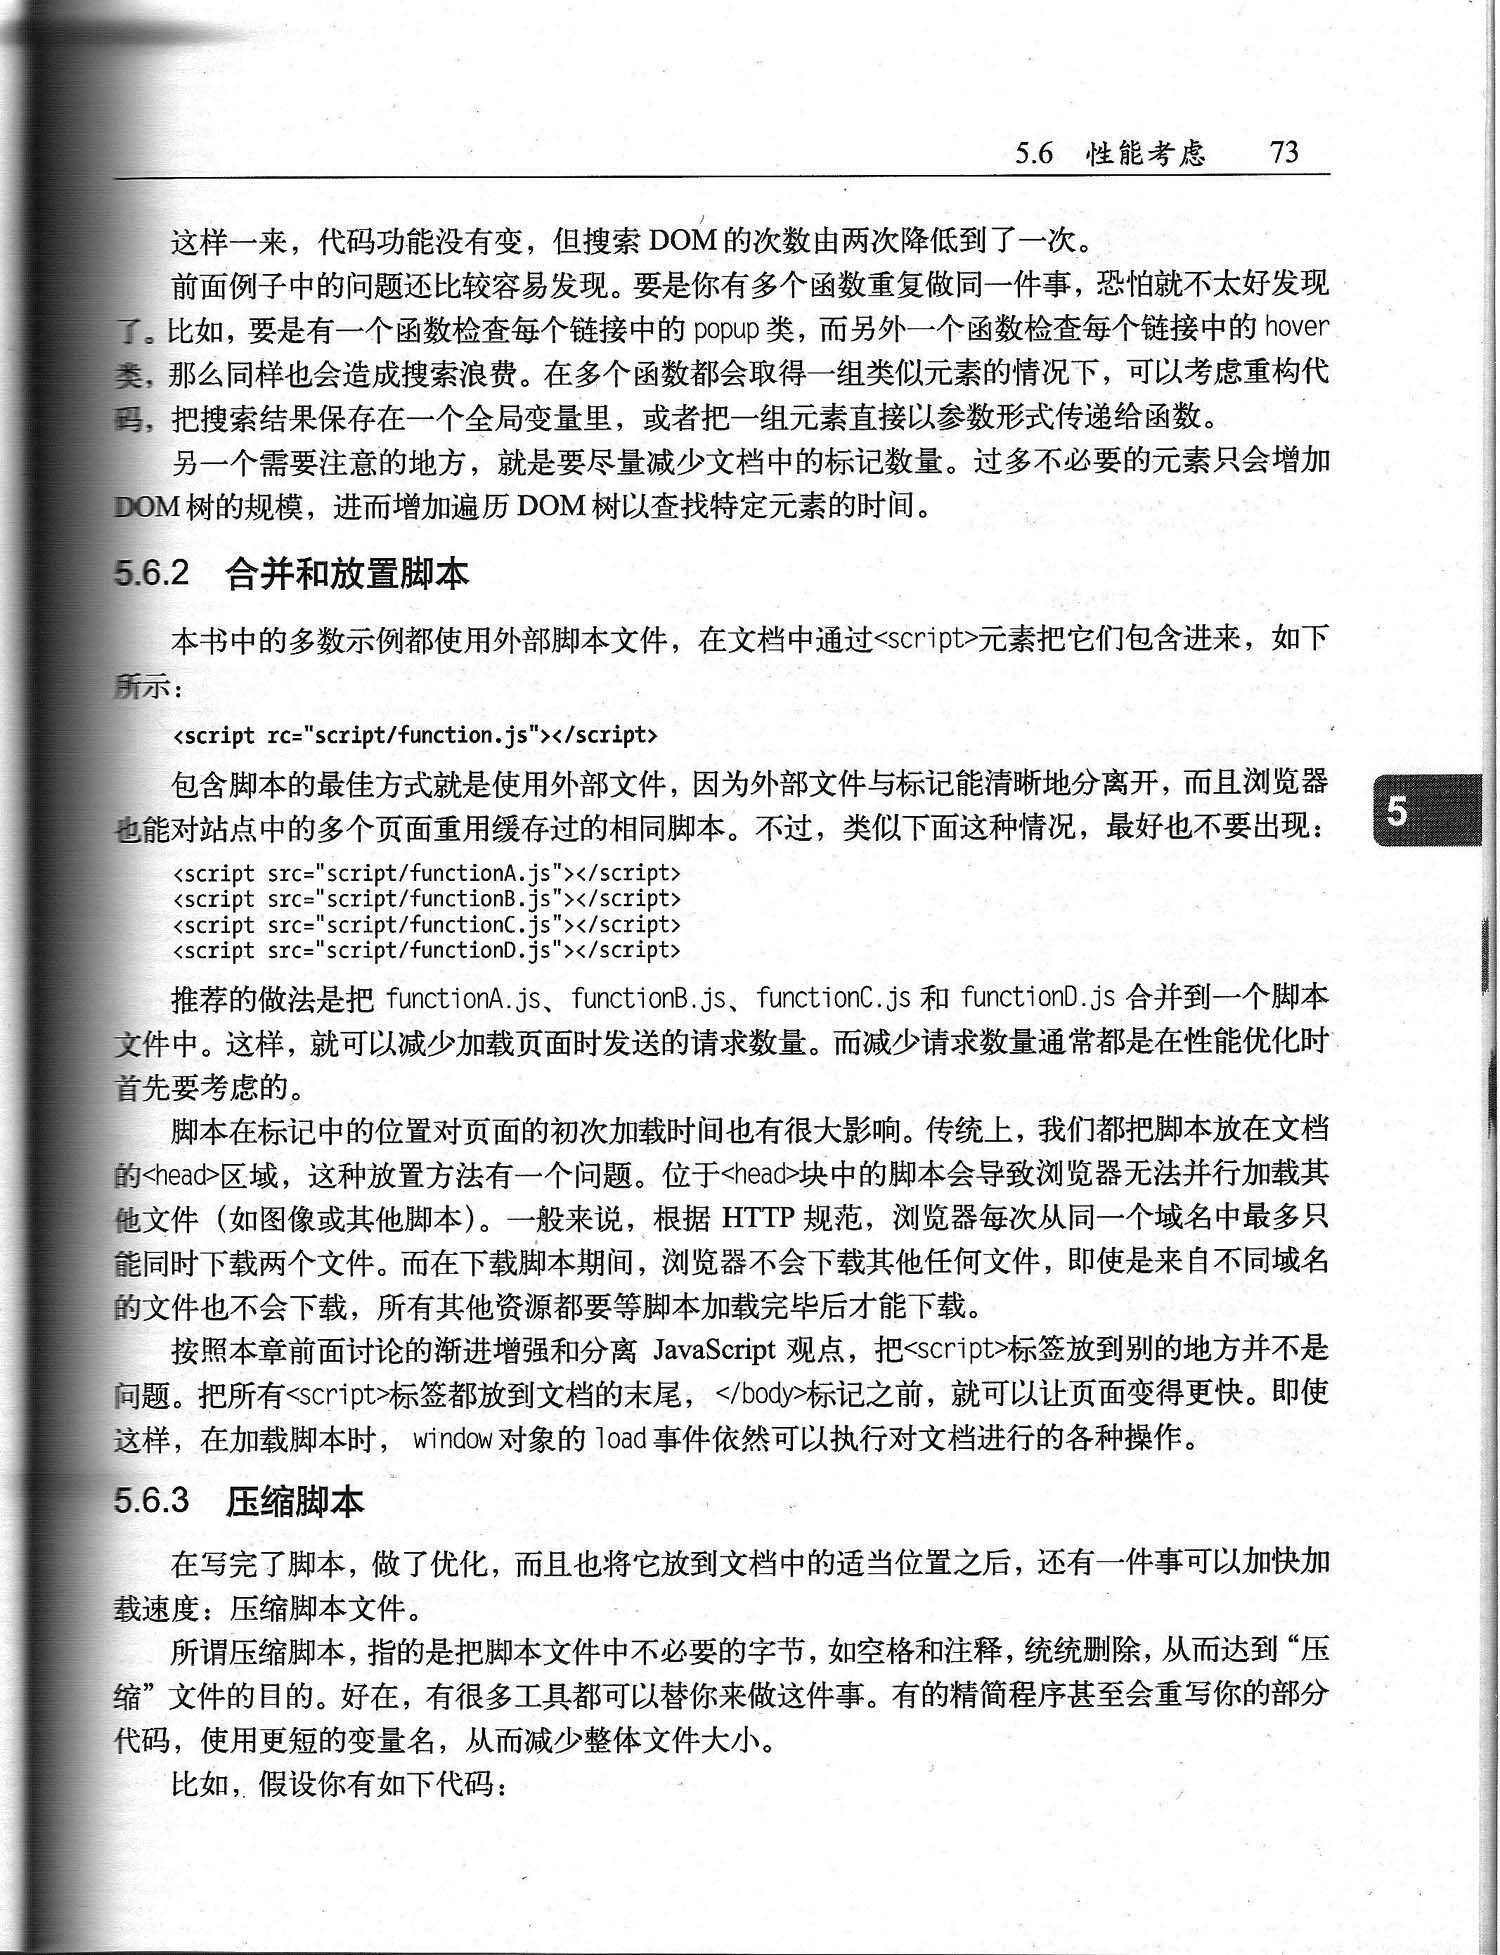 5.6 性能考虑 73
这样一来，代码功能没有变，但搜索 DOM 的次数由两次降低到了一次。
前面例子中的问题还比较容易发现。要是你有多个函数重复做同一件事，恐怕就不太好发现
了。比如，要是有一个函数检查每个链接中的 popup 类，而另外一个函数检查每个链接中的 hover
类，那么同样也会造成搜索浪费。在多个函数都会取得一组类似元素的情况下，可以考虑重构代
码，把搜索结果保存在一个全局变量里，或者把一组元素直接以参数形式传递给函数。
另一个需要注意的地方，就是要尽量减少文档中的标记数量。过多不必要的元素只会增加
DOM 树的规模，进而增加遍历 DOM 树以查找特定元素的时间。
5.6.2 合并和放置脚本
本书中的多数示例都使用外部脚本文件，在文档中通过<script>元素把它们包含进来，如下
所示：
<script rc="script/function.js"></script>
包含脚本的最佳方式就是使用外部文件，因为外部文件与标记能清晰地分离开，而且浏览器
也能对站点中的多个页面重用缓存过的相同脚本。不过，类似下面这种情况，最好也不要出现：
5
<script src="script/functionA.js"></script>
<script src="script/functionB.js"></script>
<script src="script/functionC.js"></script>
<script src="script/functionD.js"></script>
推荐的做法是把 functionA.js、functionB.js、functionC.js 和 functionD.js 合并到一个脚本
文件中。这样，就可以减少加载页面时发送的请求数量。而减少请求数量通常都是在性能优化时
首先要考虑的。
脚本在标记中的位置对页面的初次加载时间也有很大影响。传统上，我们都把脚本放在文档
的<head>区域，这种放置方法有一个问题。位于<head>块中的脚本会导致浏览器无法并行加载其
他文件（如图像或其他脚本）。一般来说，根据 HTTP 规范，浏览器每次从同一个域名中最多只
能同时下载两个文件。而在下载脚本期间，浏览器不会下载其他任何文件，即使是来自不同域名
的文件也不会下载，所有其他资源都要等脚本加载完毕后才能下载。
按照本章前面讨论的渐进增强和分离 JavaScript 观点，把<script>标签放到别的地方并不是
问题。把所有<script>标签都放到文档的末尾，</body>标记之前，就可以让页面变得更快。即使
这样，在加载脚本时， window 对象的 load 事件依然可以执行对文档进行的各种操作。
5.6.3 压缩脚本
在写完了脚本，做了优化，而且也将它放到文档中的适当位置之后，还有一件事可以加快加
载速度：压缩脚本文件。
所谓压缩脚本，指的是把脚本文件中不必要的字节，如空格和注释，统统删除，从而达到“压
缩”文件的目的。好在，有很多工具都可以替你来做这件事。有的精简程序甚至会重写你的部分
代码，使用更短的变量名，从而减少整体文件大小。
比如，假设你有如下代码：